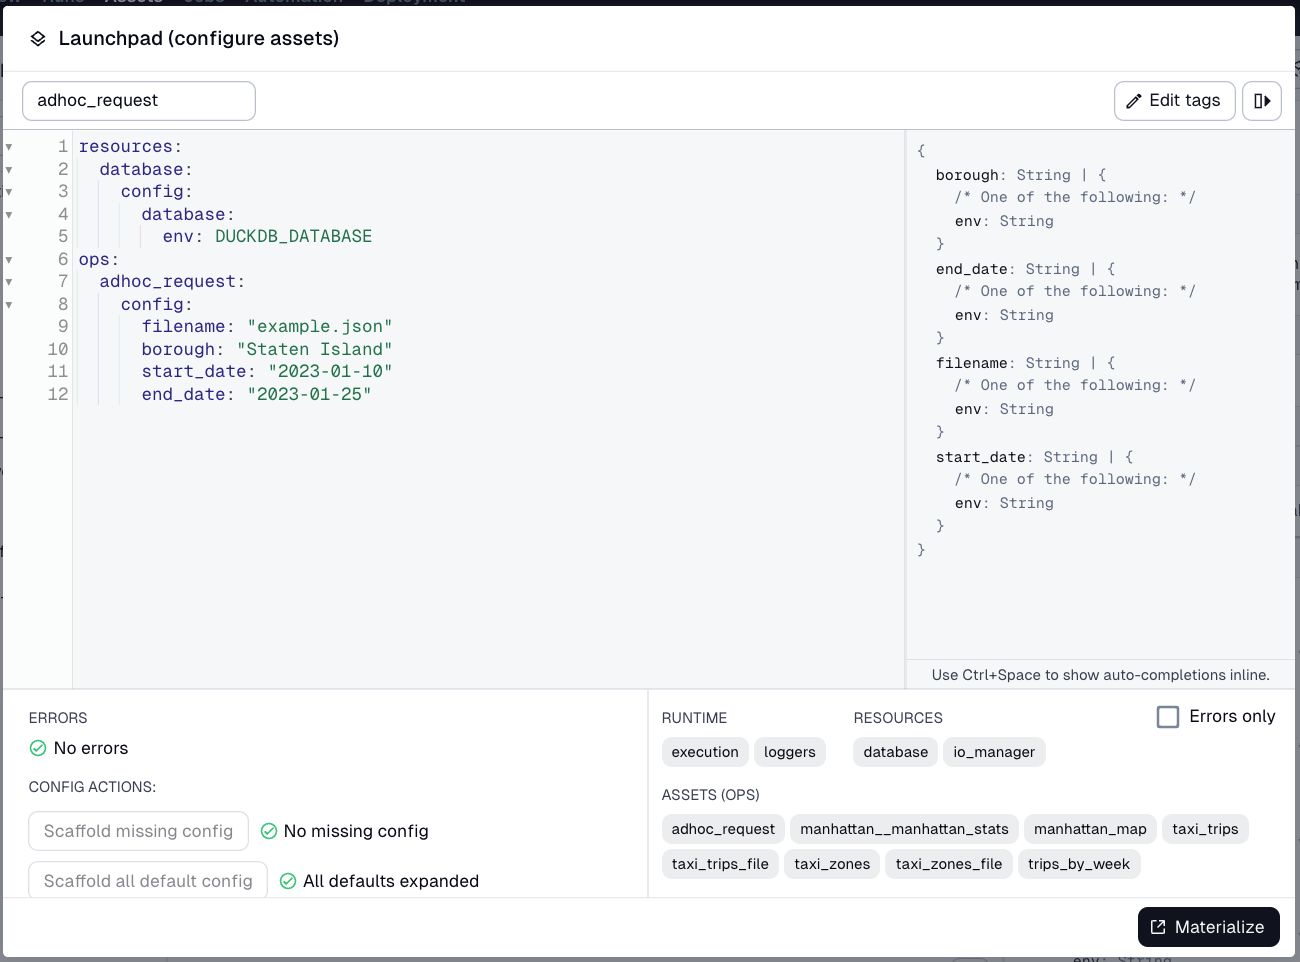 Launchpad (configure assets)
adhoc_request
Edit tags
1 resources:
2   database:
3     config:
4       database:
5         env: DUCKDB_DATABASE
6 ops:
7   adhoc_request:
8     config:
9       filename: "example.json"
10       borough: "Staten Island"
11       start_date: "2023-01-10"
12       end_date: "2023-01-25"
{
  borough: String | {
    /* One of the following: */
    env: String
  }
  end_date: String | {
    /* One of the following: */
    env: String
  }
  filename: String | {
    /* One of the following: */
    env: String
  }
  start_date: String | {
    /* One of the following: */
    env: String
  }
}
Use Ctrl+Space to show auto-completions inline.
ERRORS
No errors
CONFIG ACTIONS:
Scaffold missing config No missing config
Scaffold all default config All defaults expanded
RUNTIME
execution loggers
RESOURCES
database io_manager
Errors only
ASSETS (OPS)
adhoc_request manhattan__manhattan_stats manhattan_map taxi_trips
taxi_trips_file taxi_zones taxi_zones_file trips_by_week
Materialize